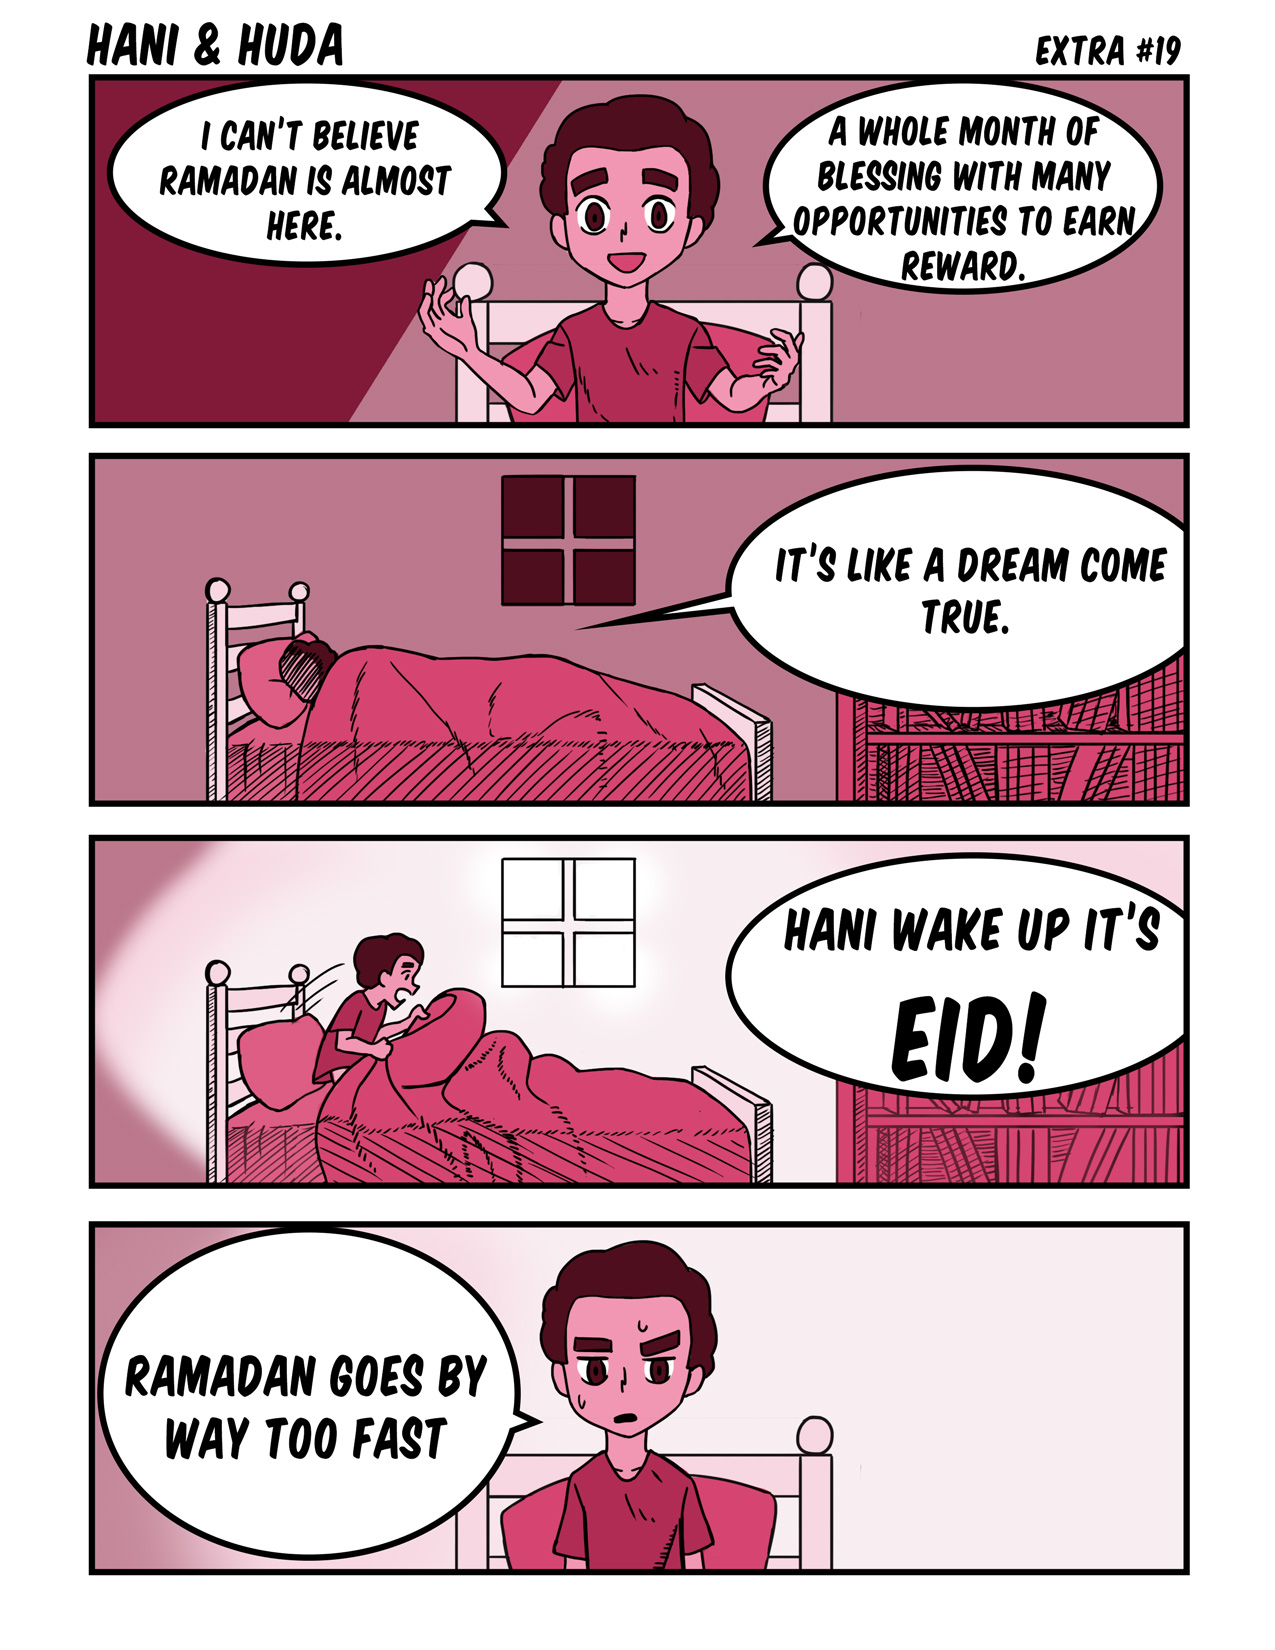 HANI & HUDA
EXTRA #19
I CAN'T BELIEVE
RAMADAN IS ALMOST
HERE.
A WHOLE MONTH OF
BLESSING WITH MANY
OPPORTUNITIES TO EARN
REWARD.
IT'S LIKE A DREAM COME
TRUE.
HANI WAKE UP IT'S
EID!
RAMADAN GOES BY
WAY TOO FAST